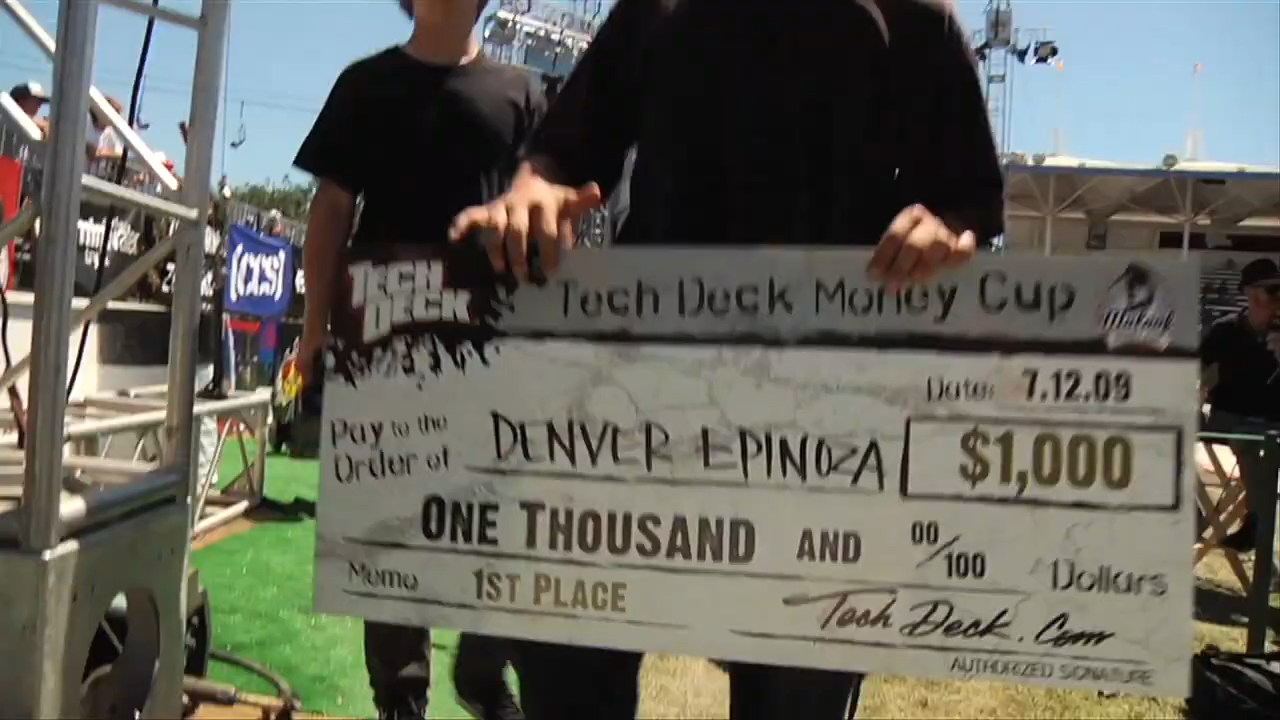 TECH DECK
Tech Deck Money Cup
(CCS)
Date: 7.12.09
Pay to the Order of DENVER EPINOZA $1,000
ONE THOUSAND AND 00/100 Dollars
Memo 1ST PLACE
Tech Deck.Com
AUTHORIZED SIGNATURE